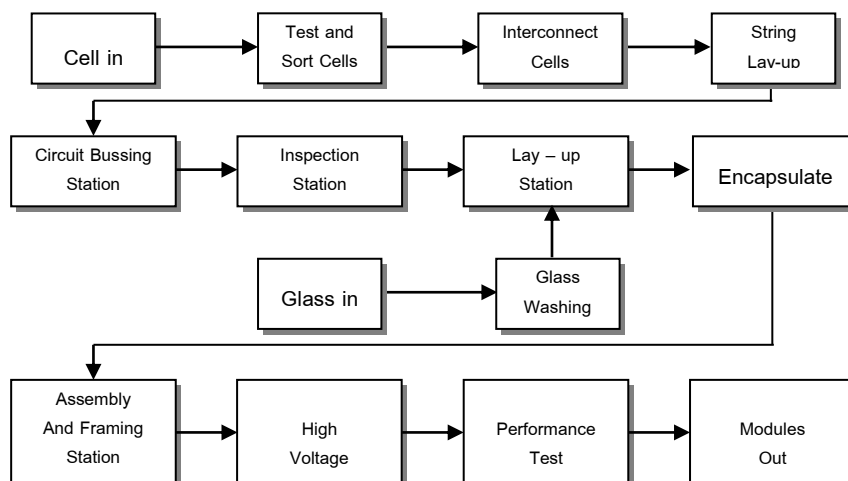 Cell in
Test and
Sort Cells
Interconnect
Cells
String
Lay-up
Circuit Bussing
Station
Inspection
Station
Lay – up
Station
Encapsulate
Glass in
Glass
Washing
Assembly
And Framing
Station
High
Voltage
Performance
Test
Modules
Out